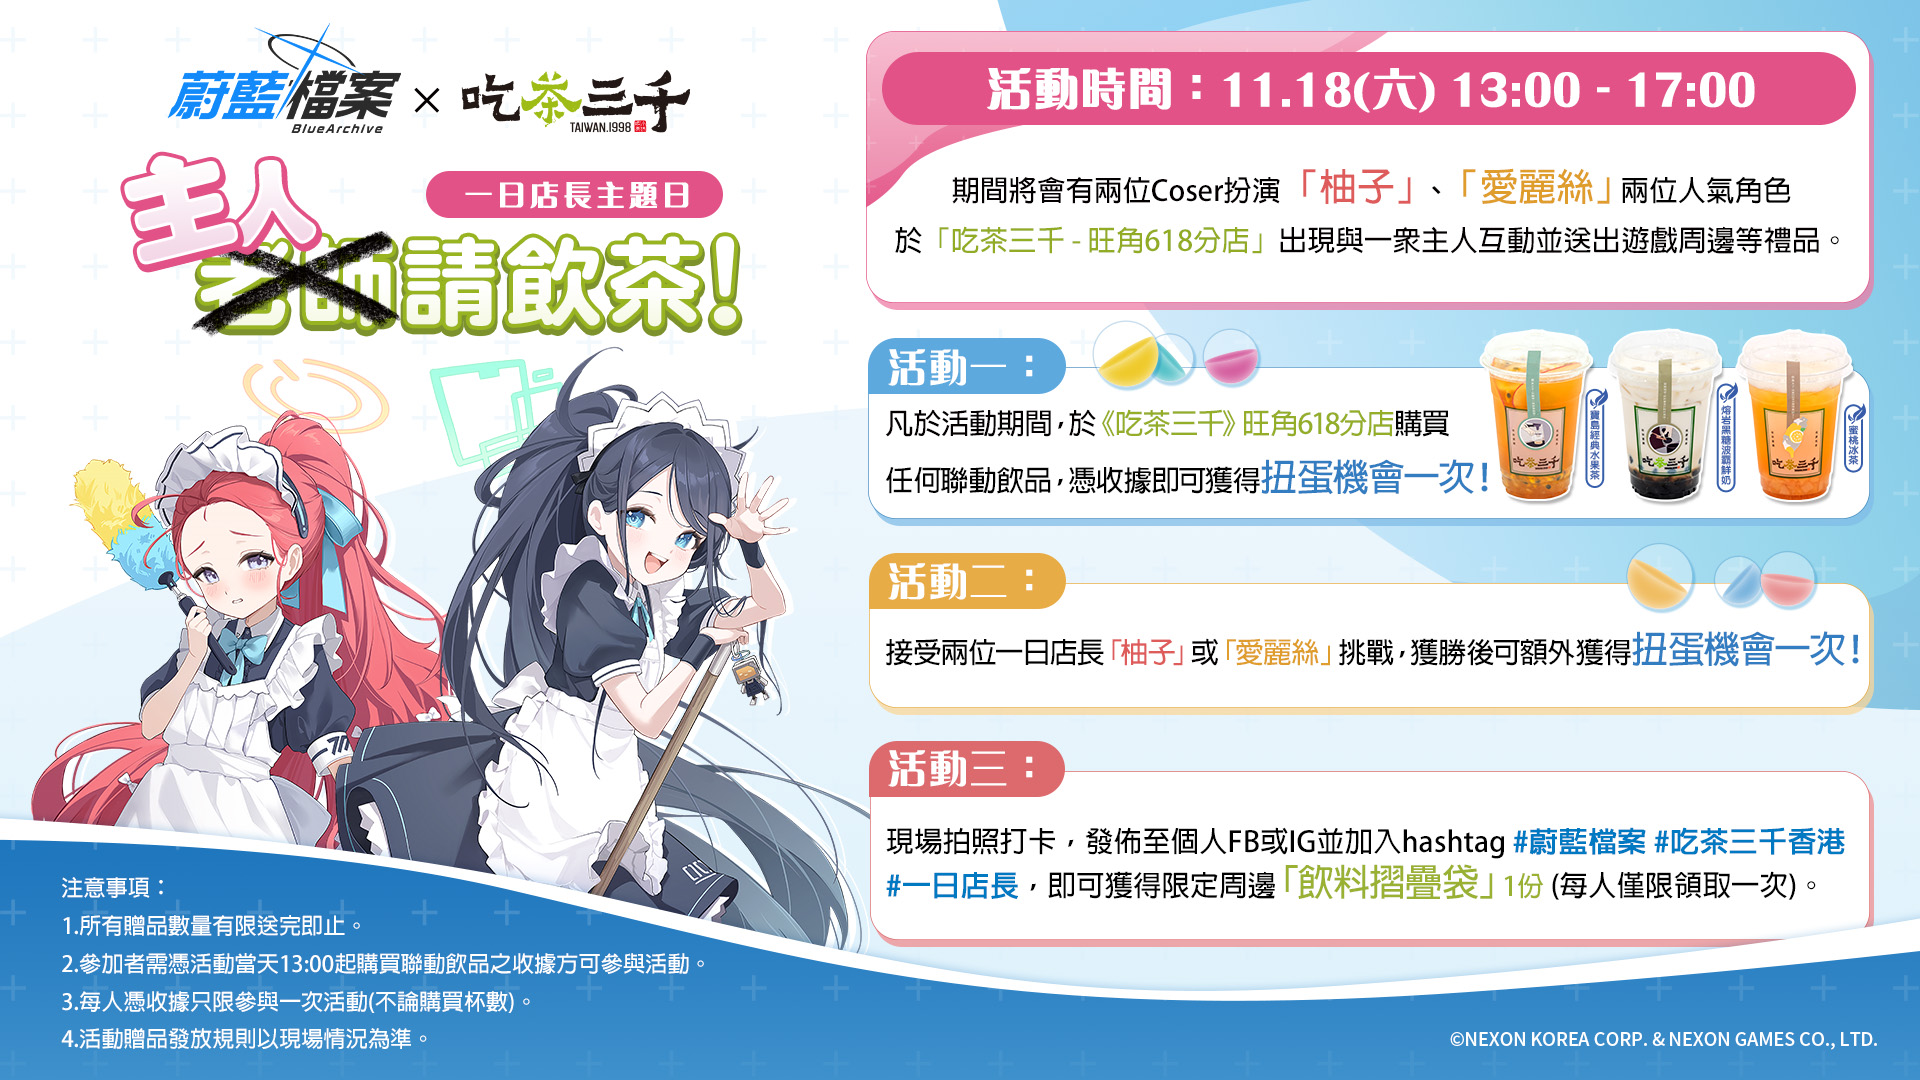 蔚藍檔案
BlueArchive
×
吃茶三千
TAIWAN.1998
一日店長主題日
主人
老師請飲茶!
活動時間：11.18(六) 13:00 - 17:00
期間將會有兩位Coser扮演「柚子」、「愛麗絲」兩位人氣角色
於「吃茶三千 - 旺角618分店」出現與一眾主人互動並送出遊戲周邊等禮品。
活動一：
凡於活動期間，於《吃茶三千》旺角618分店購買
任何聯動飲品，憑收據即可獲得扭蛋機會一次！
吃茶三千
寶島經典水果茶
吃茶三千
熔岩黑糖波霸鮮奶
吃茶三千
蜜桃冰茶
活動二：
接受兩位一日店長「柚子」或「愛麗絲」挑戰，獲勝後可額外獲得扭蛋機會一次！
活動三：
現場拍照打卡，發佈至個人FB或IG並加入hashtag #蔚藍檔案 #吃茶三千香港
#一日店長，即可獲得限定周邊「飲料摺疊袋」1份 (每人僅限領取一次)。
注意事項：
1.所有贈品數量有限送完即止。
2.參加者需憑活動當天13:00起購買聯動飲品之收據方可參與活動。
3.每人憑收據只限參與一次活動(不論購買杯數)。
4.活動贈品發放規則以現場情況為準。
©NEXON KOREA CORP. & NEXON GAMES CO., LTD.